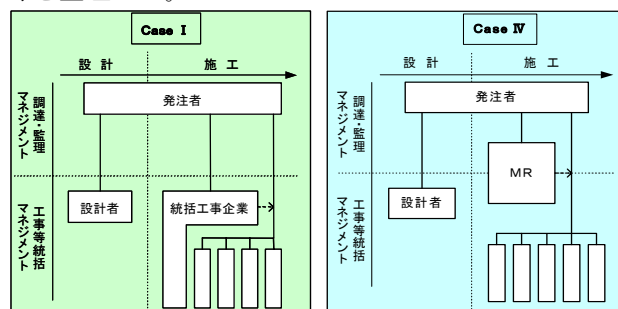 Case Ⅰ
設 計
施 工
調達・監理
マネジメント
発注者
工事等統括
マネジメント
設計者
統括工事企業
Case Ⅳ
設 計
施 工
調達・監理
マネジメント
発注者
MR
工事等統括
マネジメント
設計者